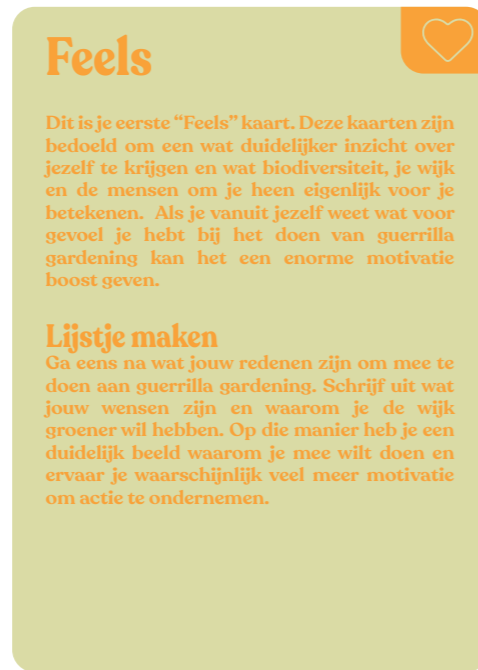 Feels
Dit is je eerste “Feels” kaart. Deze kaarten zijn
bedoeld om een wat duidelijker inzicht over
jezelf te krijgen en wat biodiversiteit, je wijk
en de mensen om je heen eigenlijk voor je
betekenen. Als je vanuit jezelf weet wat voor
gevoel je hebt bij het doen van guerrilla
gardening kan het een enorme motivatie
boost geven.
Lijstje maken
Ga eens na wat jouw redenen zijn om mee te
doen aan guerrilla gardening. Schrijf uit wat
jouw wensen zijn en waarom je de wijk
groener wil hebben. Op die manier heb je een
duidelijk beeld waarom je mee wilt doen en
ervaar je waarschijnlijk veel meer motivatie
om actie te ondernemen.